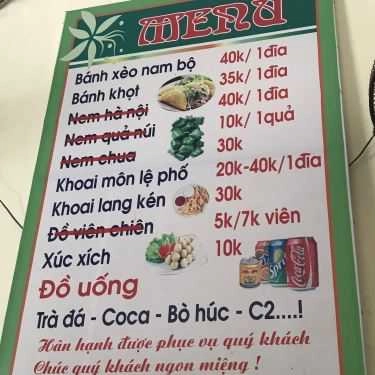 MENU
Bánh xèo nam bộ 40k/ 1đĩa
Bánh khọt 35k/ 1đĩa
Nem hà nội 40k/ 1đĩa
Nem quả núi 10k/ 1quả
Nem chua 30k
Khoai môn lệ phố 20k-40k/1đĩa
Khoai lang kén 30k
Đồ viên chiên 5k/7k viên
Xúc xích 10k
Đồ uống
Trà đá - Coca - Bò húc - C2....!
Hân hạnh được phục vụ quý khách
Chúc quý khách ngon miệng !
Coca-Cola